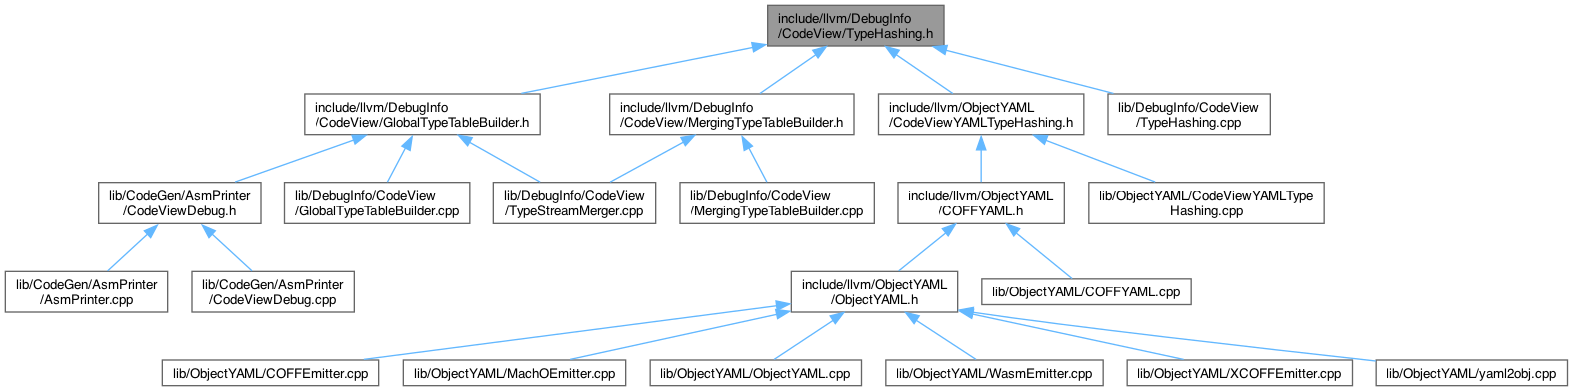 include/llvm/DebugInfo
/CodeView/TypeHashing.h
include/llvm/DebugInfo
/CodeView/GlobalTypeTableBuilder.h
include/llvm/DebugInfo
/CodeView/MergingTypeTableBuilder.h
include/llvm/ObjectYAML
/CodeViewYAMLTypeHashing.h
lib/DebugInfo/CodeView
/TypeHashing.cpp
lib/CodeGen/AsmPrinter
/CodeViewDebug.h
lib/DebugInfo/CodeView
/GlobalTypeTableBuilder.cpp
lib/DebugInfo/CodeView
/TypeStreamMerger.cpp
lib/DebugInfo/CodeView
/MergingTypeTableBuilder.cpp
include/llvm/ObjectYAML
/COFFYAML.h
lib/ObjectYAML/CodeViewYAMLType
Hashing.cpp
lib/CodeGen/AsmPrinter
/AsmPrinter.cpp
lib/CodeGen/AsmPrinter
/CodeViewDebug.cpp
include/llvm/ObjectYAML
/ObjectYAML.h
lib/ObjectYAML/COFFYAML.cpp
lib/ObjectYAML/COFFEmitter.cpp
lib/ObjectYAML/MachOEmitter.cpp
lib/ObjectYAML/ObjectYAML.cpp
lib/ObjectYAML/WasmEmitter.cpp
lib/ObjectYAML/XCOFFEmitter.cpp
lib/ObjectYAML/yaml2obj.cpp